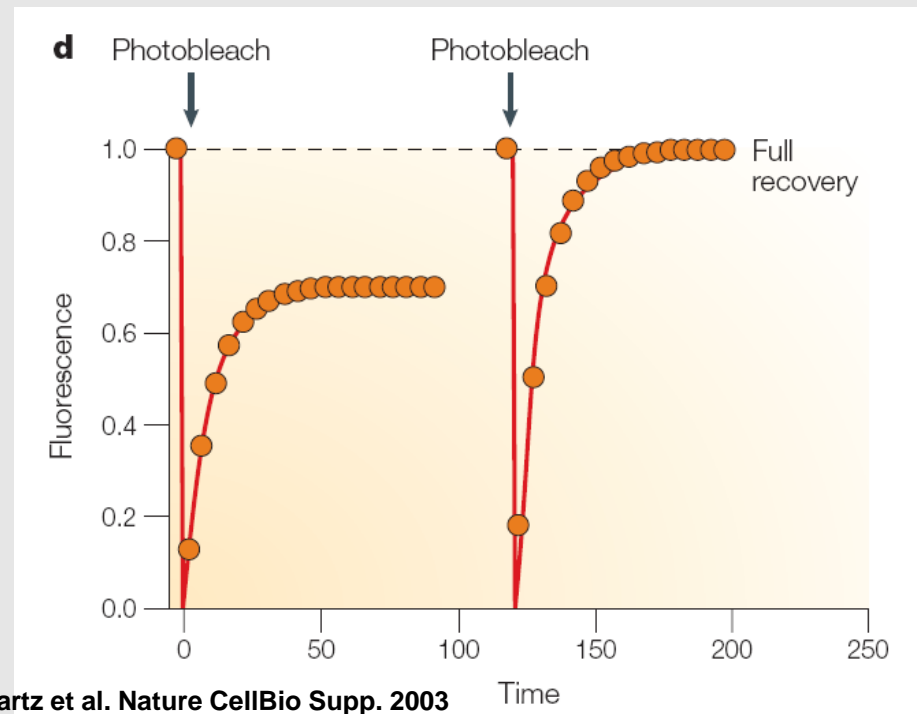 d Photobleach Photobleach
1.0
Full
recovery
0.8
0.6
0.4
0.2
0.0
Fluorescence
0 50 100 150 200 250
Time
artz et al. Nature CellBio Supp. 2003